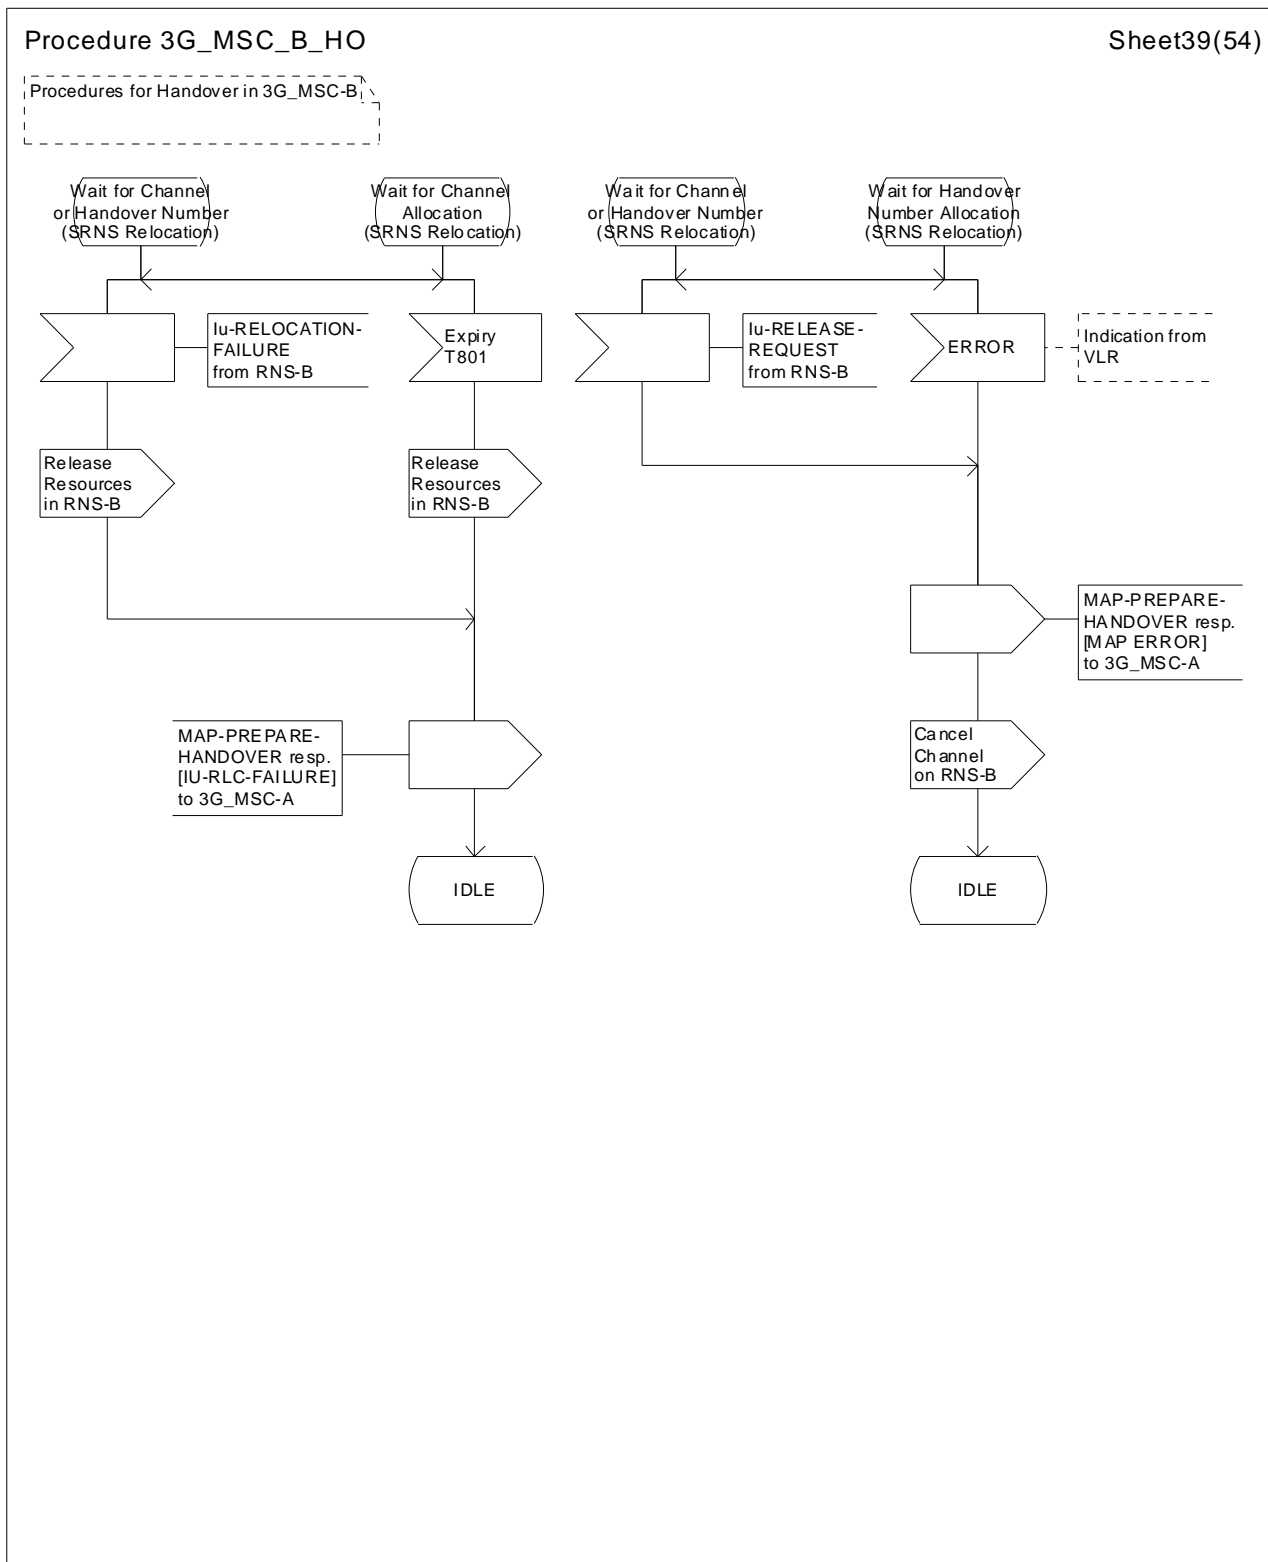 Procedure 3G_MSC_B_HO
Sheet39(54)
Procedures for Handover in 3G_MSC-B
Wait for Channel
or Handover Number
(SRNS Relocation)
Wait for Channel
Allocation
(SRNS Relocation)
Wait for Channel
or Handover Number
(SRNS Relocation)
Wait for Handover
Number Allocation
(SRNS Relocation)
Iu-RELOCATION-
FAILURE
from RNS-B
Expiry
T801
Iu-RELEASE-
REQUEST
from RNS-B
ERROR
Indication from
VLR
Release
Resources
in RNS-B
Release
Resources
in RNS-B
MAP-PREPARE-
HANDOVER resp.
[MAP ERROR]
to 3G_MSC-A
MAP-PREPARE-
HANDOVER resp.
[IU-RLC-FAILURE]
to 3G_MSC-A
Cancel
Channel
on RNS-B
IDLE
IDLE